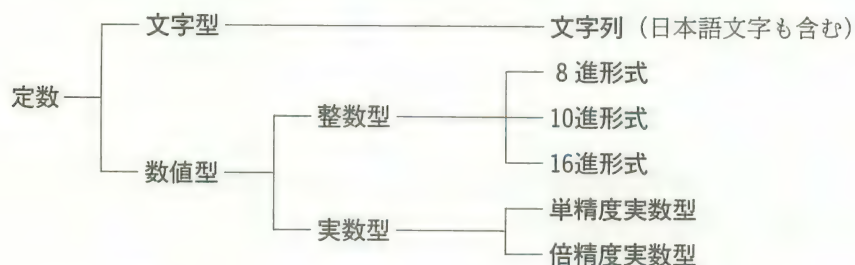 文字型 文字列（日本語文字も含む）
8進形式
定数
整数型 10進形式
数値型 16進形式
単精度実数型
実数型
倍精度実数型